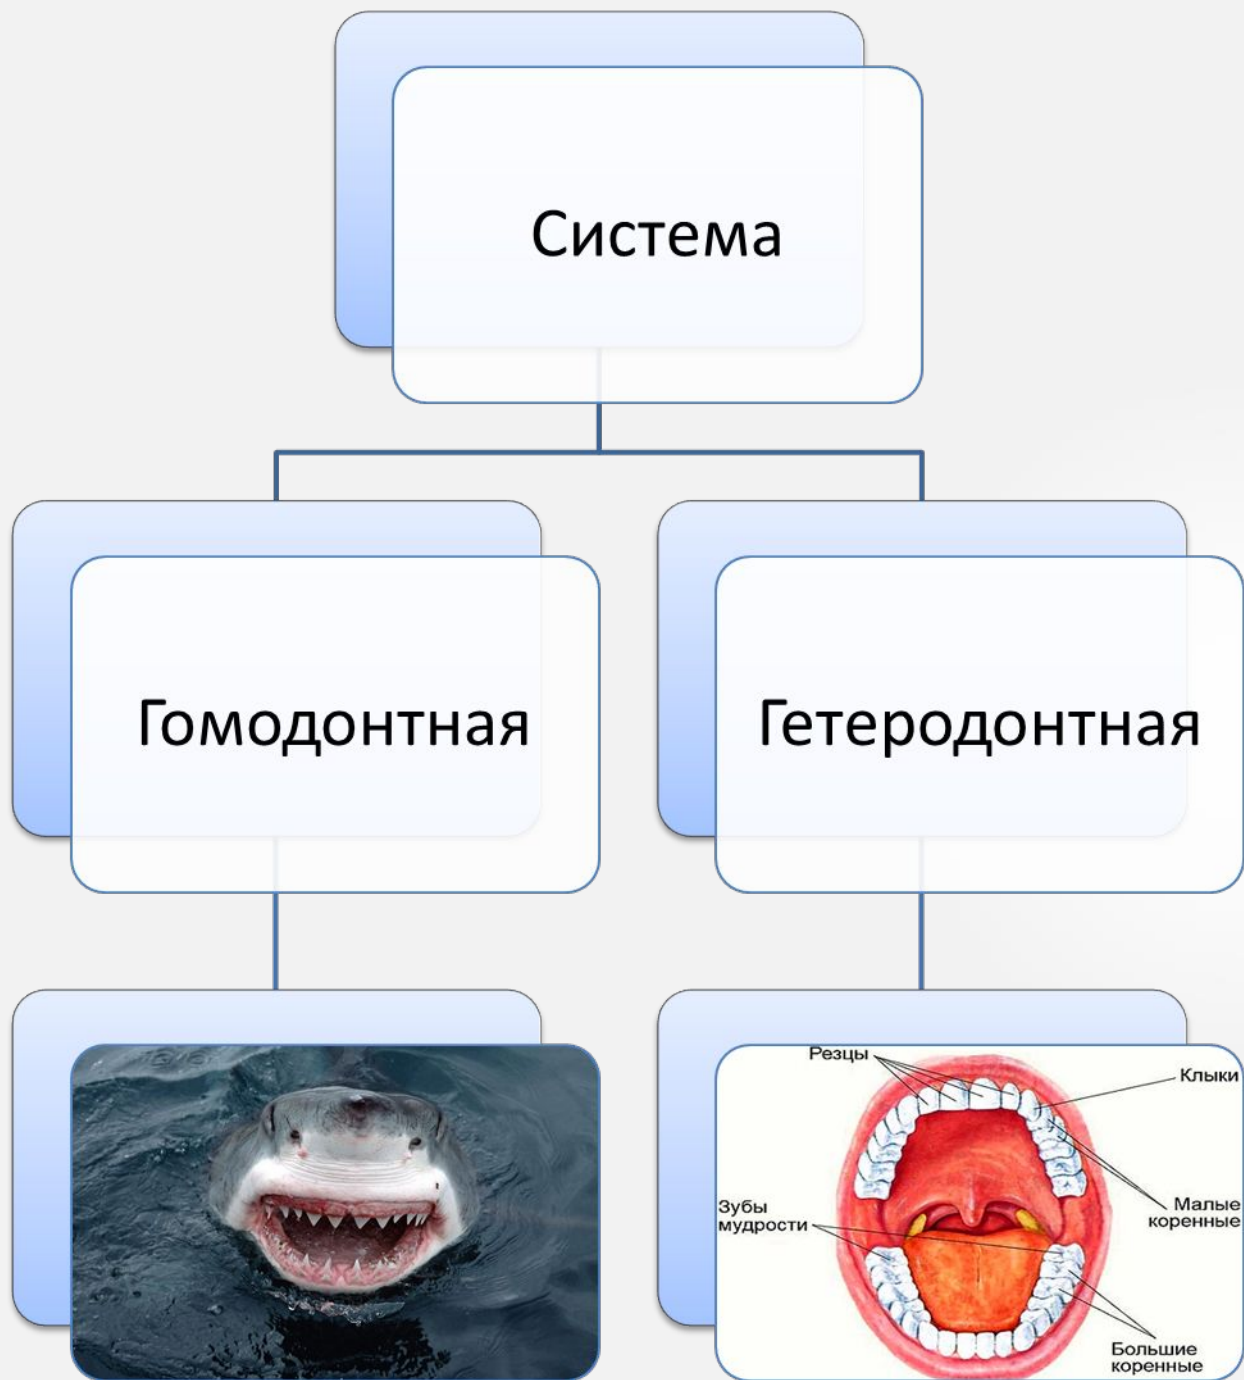 Система
Гомодонтная
Гетеродонтная
Резцы
Клыки
Зубы
мудрости
Малые
коренные
Большие
коренные